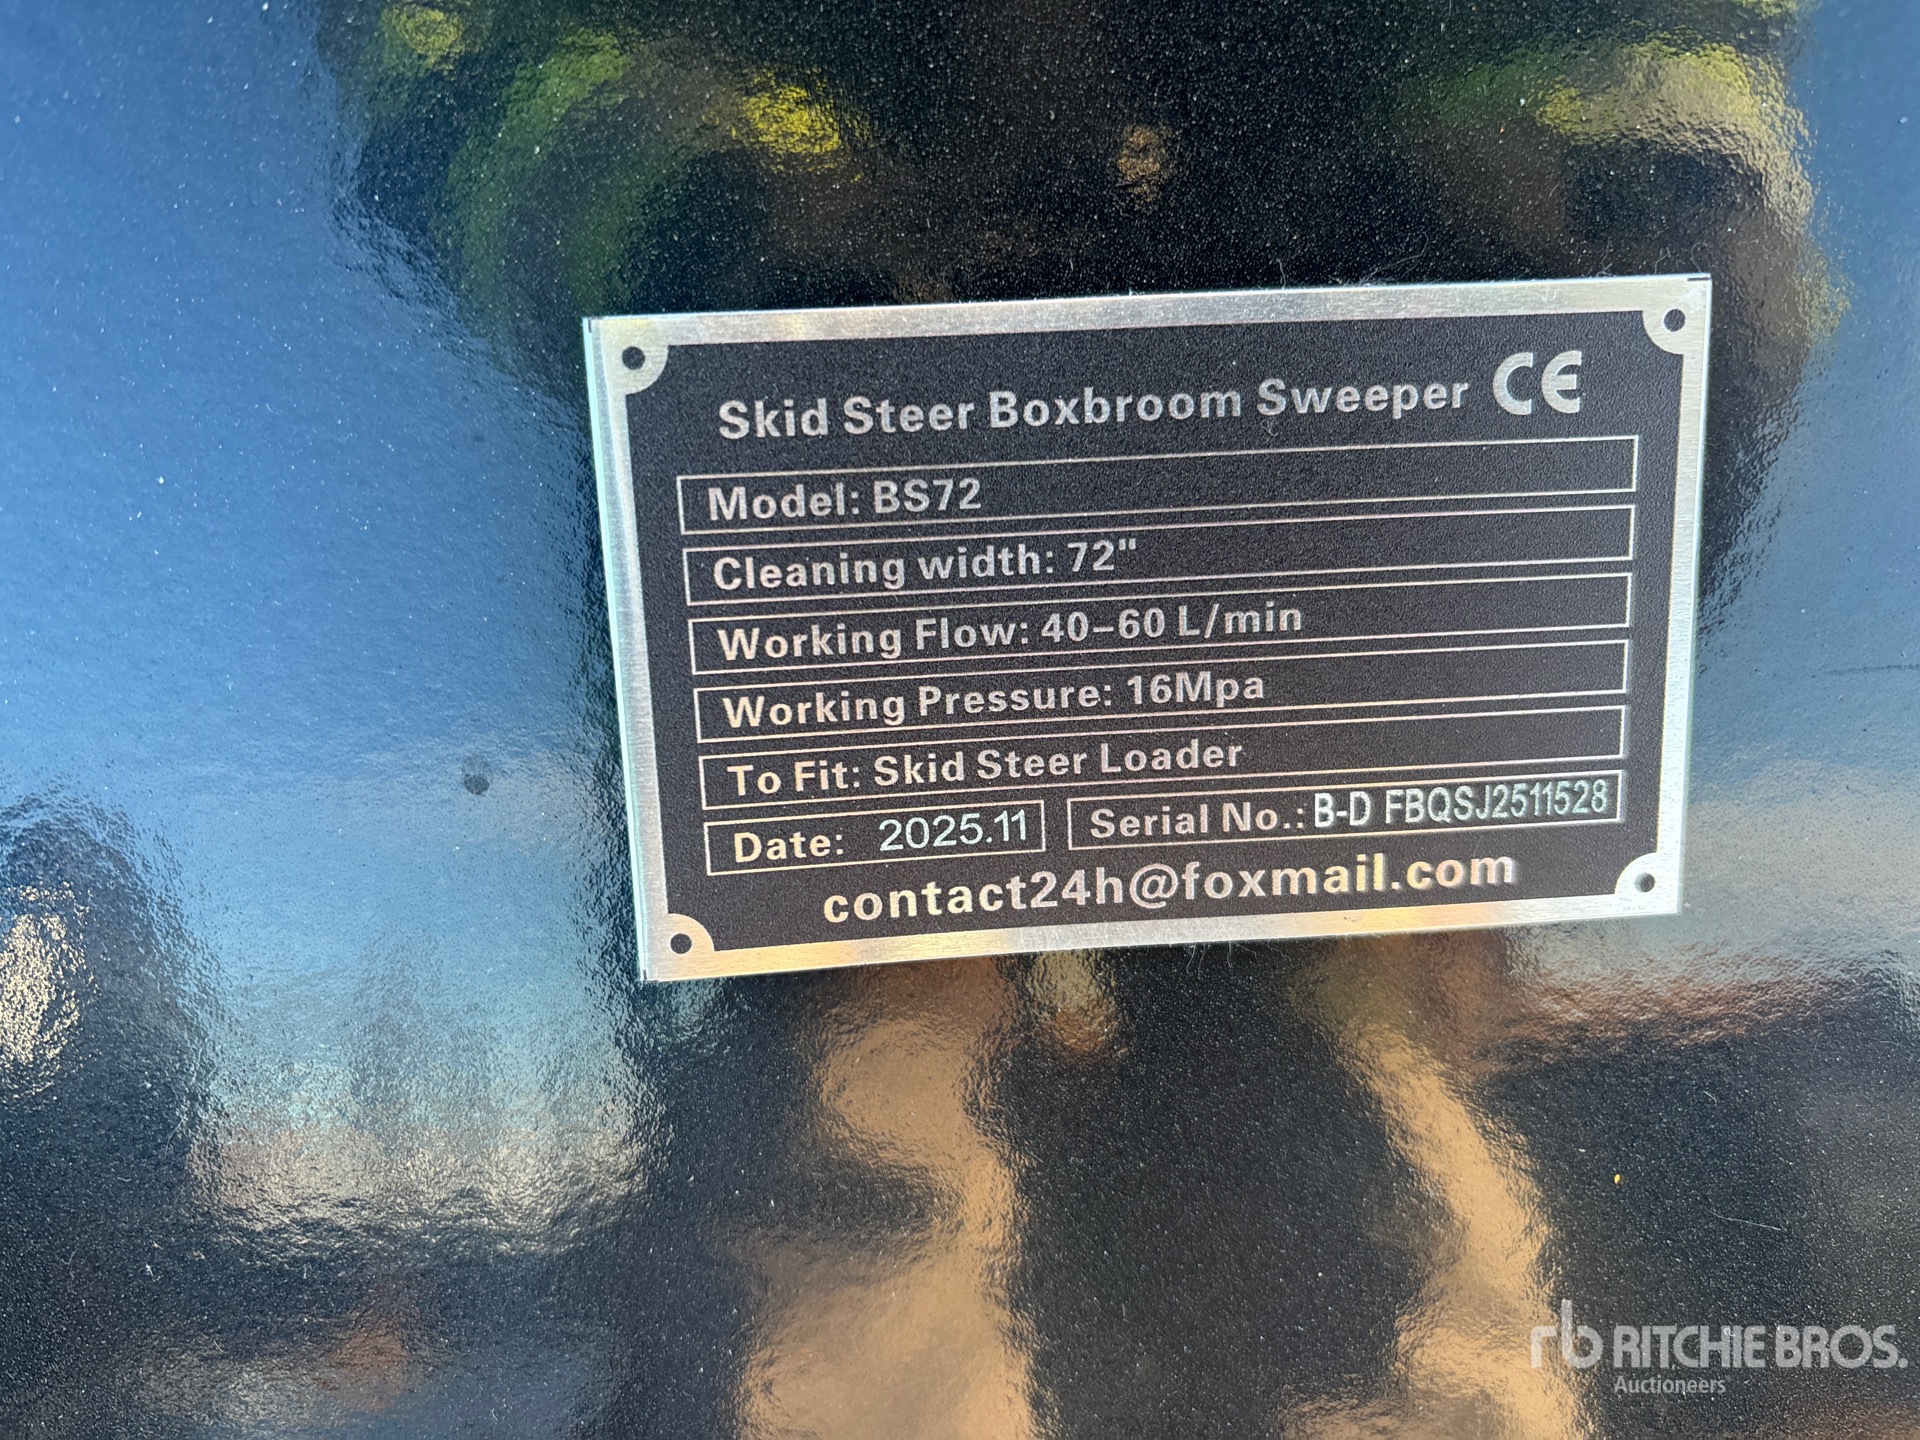 Skid Steer Boxbroom Sweeper CE
Model: BS72
Cleaning width: 72"
Working Flow: 40-60 L/min
Working Pressure: 16Mpa
To Fit: Skid Steer Loader
Date: 2025.11 Serial No.: B-D FBQSJ2511528
contact24h@foxmail.com
rb RITCHIE BROS.
Auctioneers